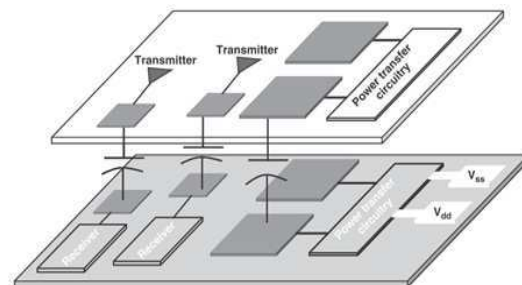 Transmitter
Transmitter
Power transfer
circuitry
Receiver
Receiver
Power transfer
circuitry
Vss
Vdd